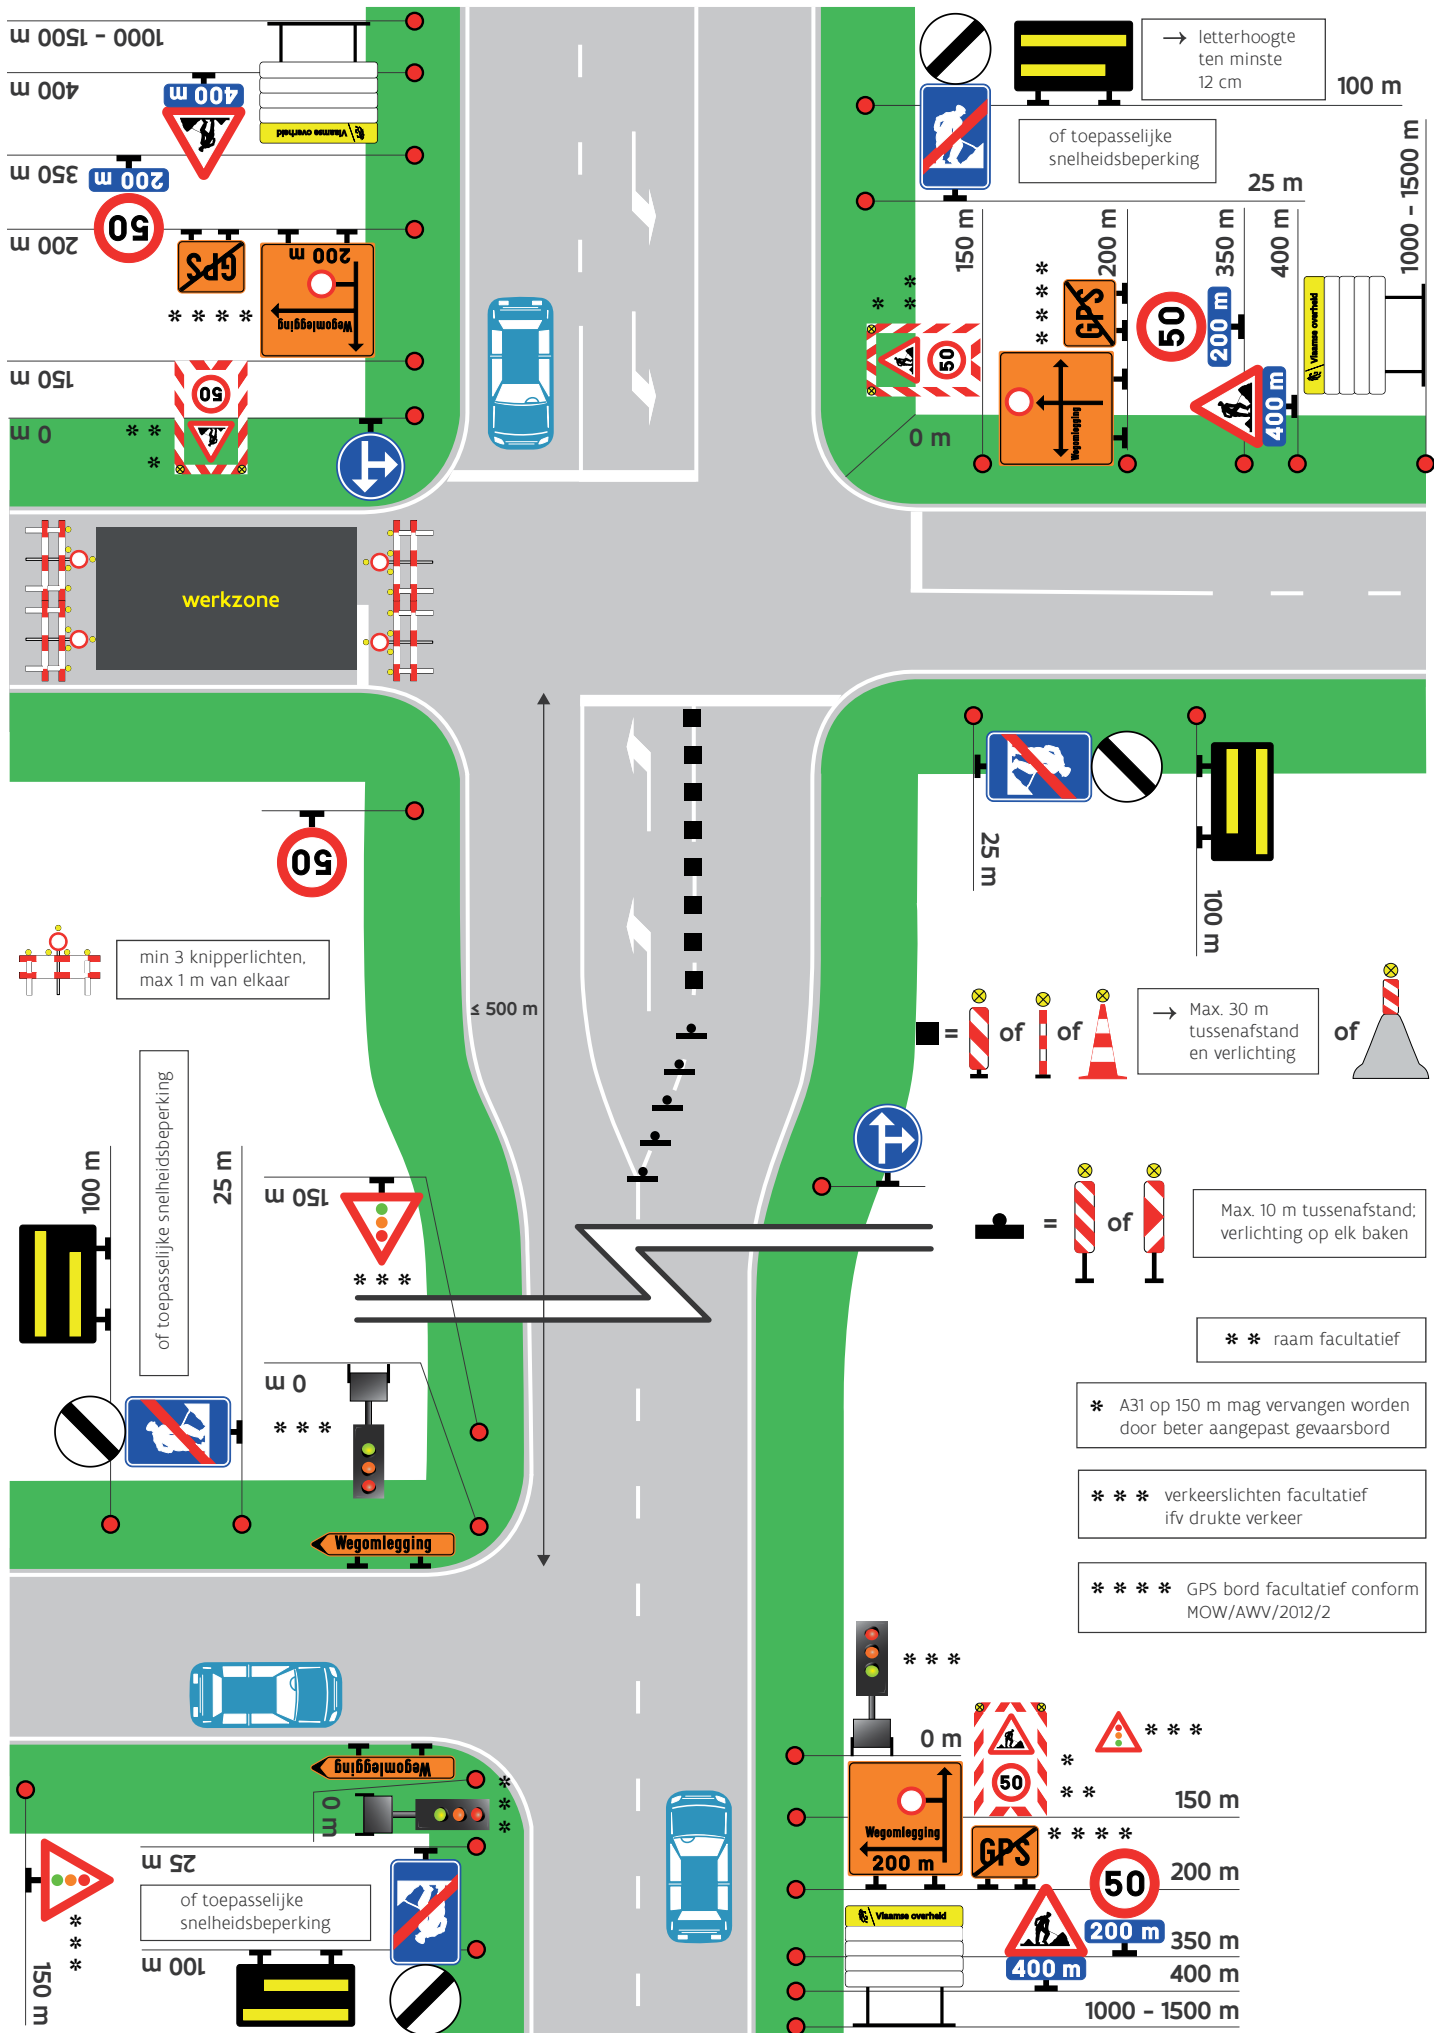 1000 - 1500 m
400 m
400 m
Vlaamse overheid
350 m
200 m
50
200 m
GPS
200 m
Wegomlegging
150 m
50
0 m
→ letterhoogte
ten minste
12 cm
100 m
of toepasselijke
snelheidsbeperking
25 m
150 m
200 m
350 m
400 m
1000 - 1500 m
50
GPS
Wegomlegging
50
200 m
400 m
Vlaamse overheid
0 m
werkzone
50
25 m
100 m
min 3 knipperlichten,
max 1 m van elkaar
≤ 500 m
= of of
→ Max. 30 m
tussenafstand
en verlichting
of
of toepasselijke snelheidsbeperking
100 m
25 m
150 m
* * *
0 m
* * *
Wegomlegging
= of
Max. 10 m tussenafstand;
verlichting op elk baken
* * raam facultatief
* A31 op 150 m mag vervangen worden
door beter aangepast gevaarsbord
* * * verkeerslichten facultatief
ifv drukte verkeer
* * * * GPS bord facultatief conform
MOW/AWV/2012/2
Wegomlegging
0 m
* * *
25 m
of toepasselijke
snelheidsbeperking
100 m
150 m
* * *
* * *
0 m
50
* * *
*
* *
150 m
Wegomlegging
200 m
GPS
* * * *
50
200 m
200 m
Vlaamse overheid
350 m
400 m
400 m
1000 - 1500 m